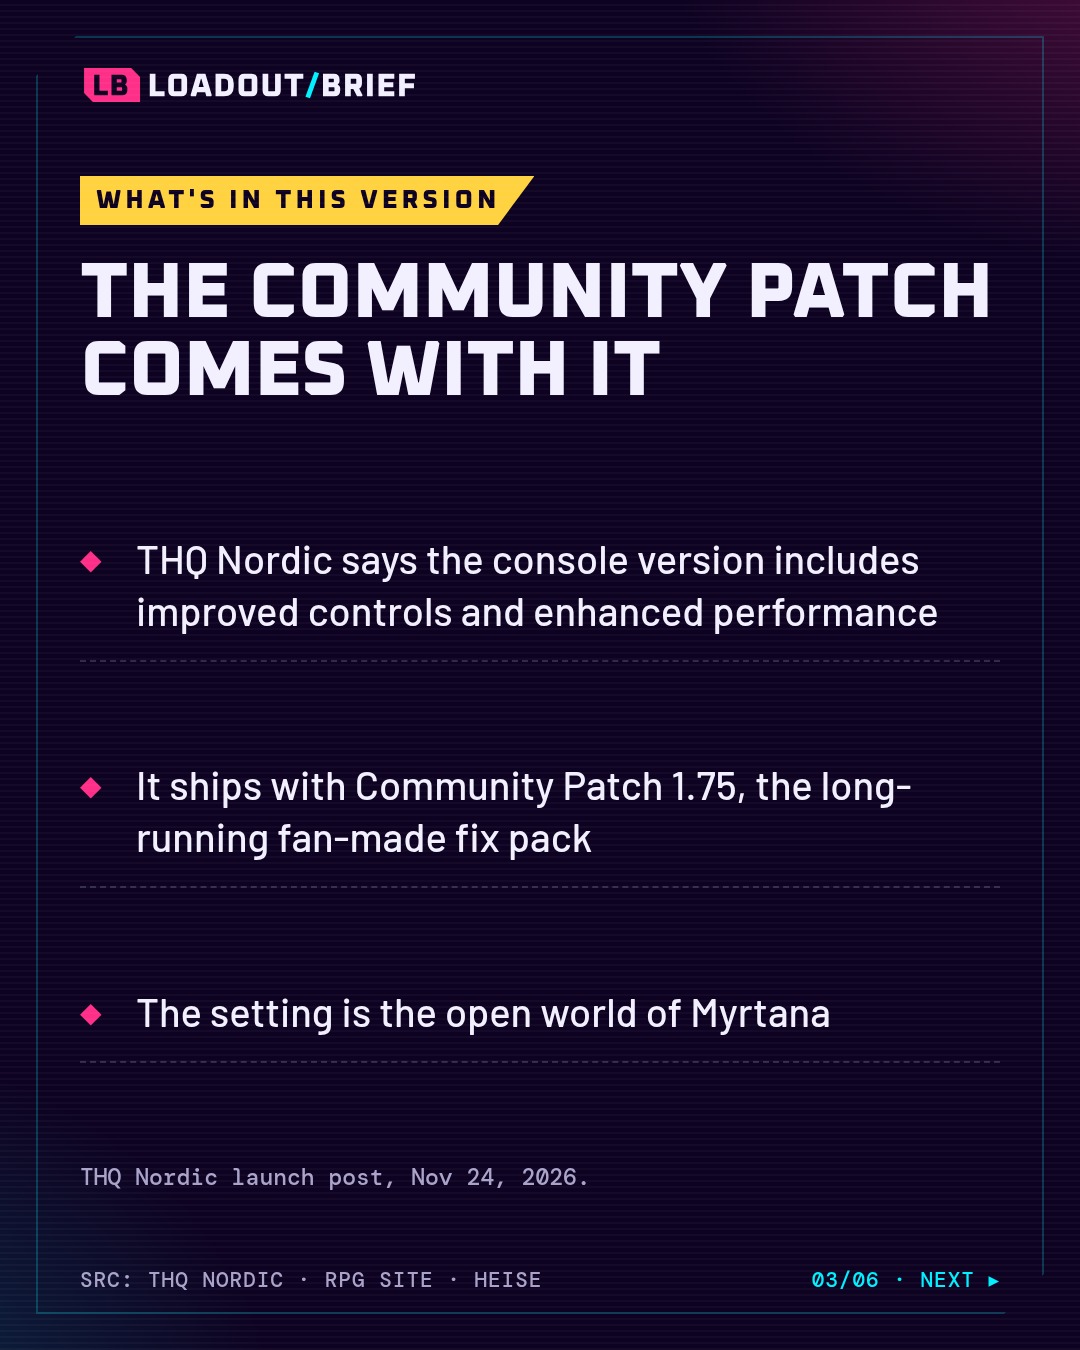 LB LOADOUT/BRIEF
WHAT'S IN THIS VERSION
THE COMMUNITY PATCH
COMES WITH IT
THQ Nordic says the console version includes
improved controls and enhanced performance
It ships with Community Patch 1.75, the long-
running fan-made fix pack
The setting is the open world of Myrtana
THQ Nordic launch post, Nov 24, 2026.
SRC: THQ NORDIC · RPG SITE · HEISE
03/06 · NEXT ▸